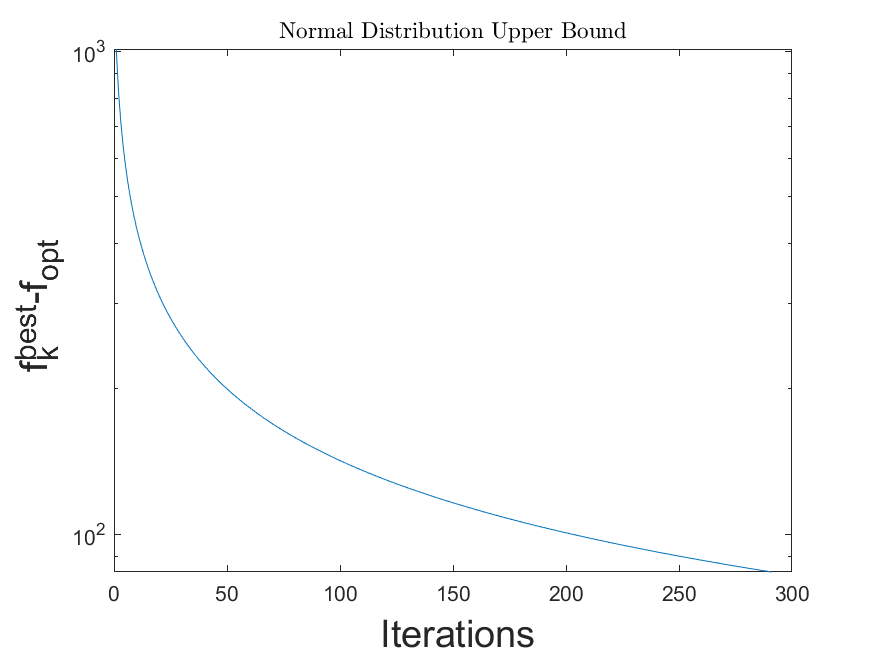 Normal Distribution Upper Bound
10^3
10^2
f_k^best-f_opt
0 50 100 150 200 250 300
Iterations